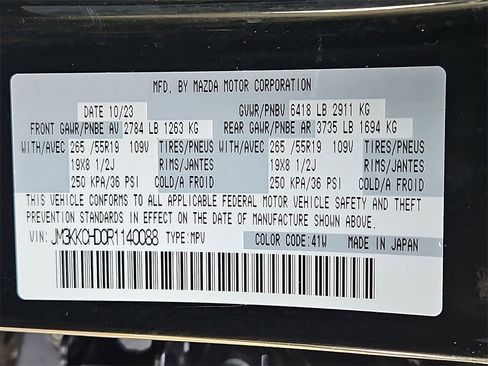 MFD. BY MAZDA MOTOR CORPORATION
DATE 10/23 GVWR/PNBV 6418 LB 2911 KG
FRONT GAWR/PNBE AV 2784 LB 1263 KG REAR GAWR/PNBE AR 3735 LB 1694 KG
WITH/AVEC 265 /55R19 109V TIRES/PNEU WITH/AVEC 265 /55R19 109V TIRES/PNEU
19X8 1/2J RIMS/JANTES 19X8 1/2J RIMS/JANTES
250 KPA/36 PSI COLD/A FROID 250 KPA/36 PSI COLD/A FROID
THIS VEHICLE CONFORMS TO ALL APPLICABLE FEDERAL MOTOR VEHICLE SAFETY AND THEFT
PREVENTION STANDARDS IN EFFECT ON THE DATE OF MANUFACTURE SHOWN ABOVE.
VIN: JM3KKCHD0R1140088 TYPE:MPV COLOR CODE:41W MADE IN JAPAN